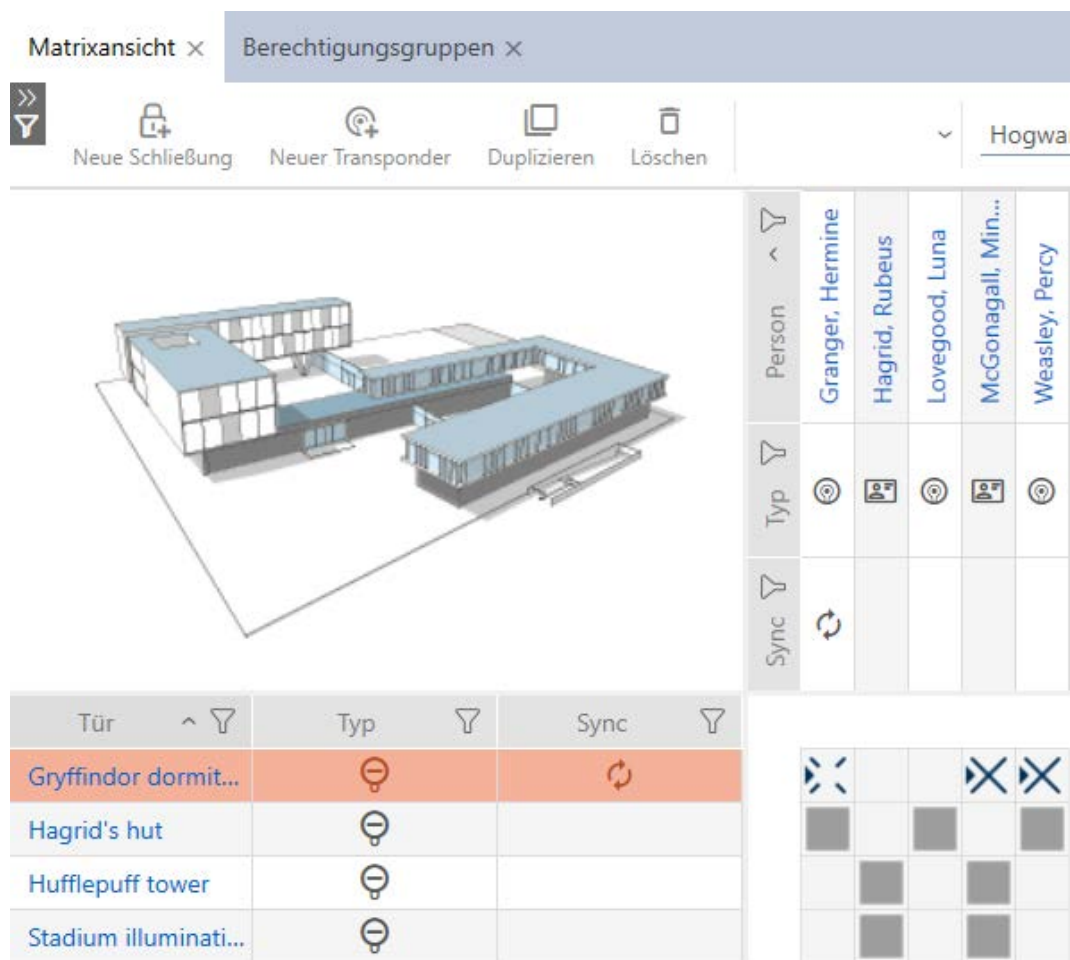 Matrixansicht Berechtigungsgruppen
Neue Schließung Neuer Transponder Duplizieren Löschen Hogwa
Person
Granger, Hermine
Hagrid, Rubeus
Lovegood, Luna
McGonagall, Min...
Weasley, Percy
Typ
Sync
Tür Typ Sync
Gryffindor dormit...
Hagrid's hut
Hufflepuff tower
Stadium illuminati...